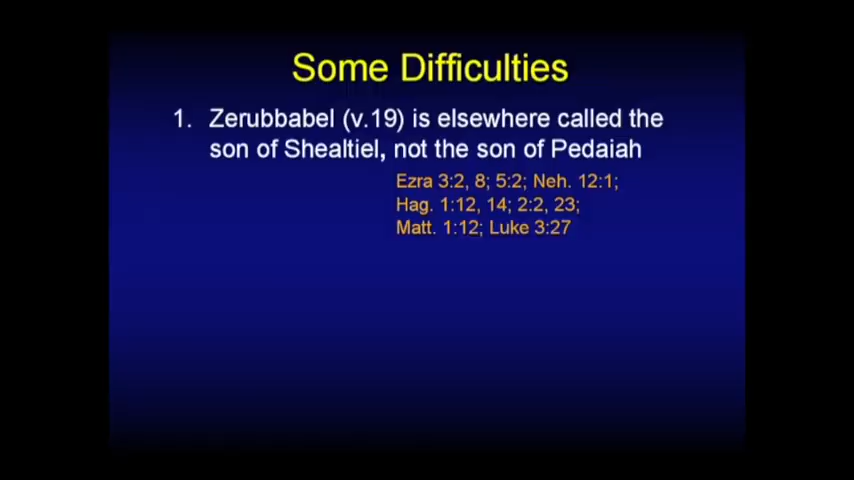 Some Difficulties
1. Zerubbabel (v.19) is elsewhere called the
son of Shealtiel, not the son of Pedaiah
Ezra 3:2, 8; 5:2; Neh. 12:1;
Hag. 1:12, 14; 2:2, 23;
Matt. 1:12; Luke 3:27